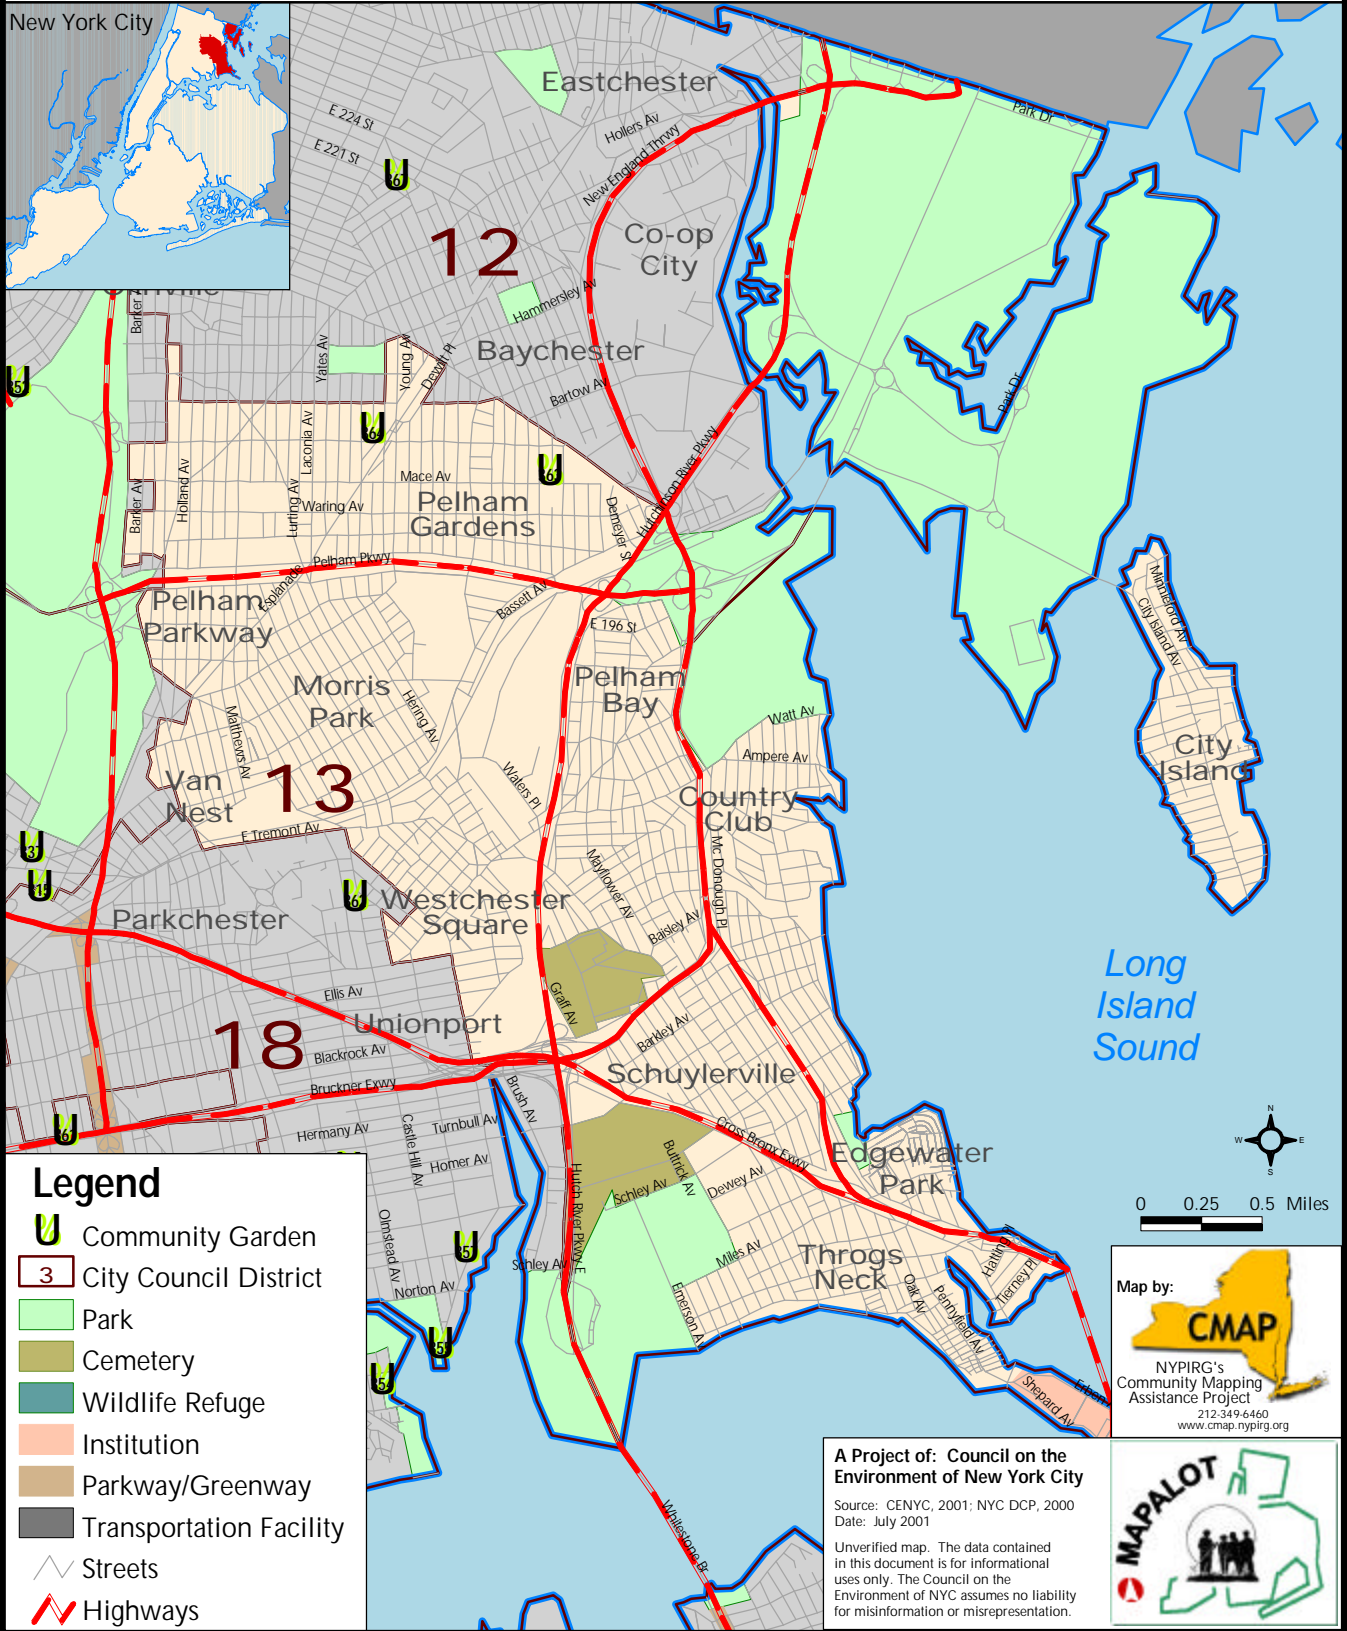 New York City
Eastchester
E 224 St
E 221 St
Hollers Av
New England Thrwy
Park Dr
12
Co-op
City
Hammersley Av
Barker
Yates Av
Young Av
Dewitt Pl
Baychester
Bartow Av
Park Dr
Laconia Av
Holland Av
Barker Av
Lurting Av
Mace Av
Waring Av
Pelham
Gardens
Demeyer St
Hutchinson River Pkwy
Pelham Pkwy
Esplanade
Bassett Av
E 196 St
Pelham
Parkway
Minnieford Av
City Island Av
Morris
Park
Hering Av
Matthews Av
Pelham
Bay
Watt Av
Ampere Av
City
Island
Van
Nest
13
Waters Pl
Country
Club
E Tremont Av
Mc Donough Pl
Mayflower Av
Baisley Av
Westchester
Square
Parkchester
Long
Island
Sound
Ellis Av
Graff Av
Unionport
18
Blackrock Av
Barkley Av
Bruckner Exwy
Schuylerville
Brush Av
Hermany Av
Castle Hill Av
Turnbull Av
Homer Av
Cross Bronx Exwy
Buttrick Av
Dewey Av
Schley Av
Edgewater
Park
N
W
E
S
0 0.25 0.5 Miles
Hutch River Pkwy E
Olmstead Av
Norton Av
Schley Av
Miles Av
Emerson Av
Throgs
Neck
Oak Av
Pennyfield Av
Hatting Pl
Tierney Pl
Shepard Av
Erben
Whitestone Br
Legend
Community Garden
3 City Council District
Park
Cemetery
Wildlife Refuge
Institution
Parkway/Greenway
Transportation Facility
Streets
Highways
Map by:
CMAP
NYPIRG's
Community Mapping
Assistance Project
212-349-6460
www.cmap.nypirg.org
A Project of: Council on the
Environment of New York City
Source: CENYC, 2001; NYC DCP, 2000
Date: July 2001
Unverified map. The data contained
in this document is for informational
uses only. The Council on the
Environment of NYC assumes no liability
for misinformation or misrepresentation.
MAPALOT